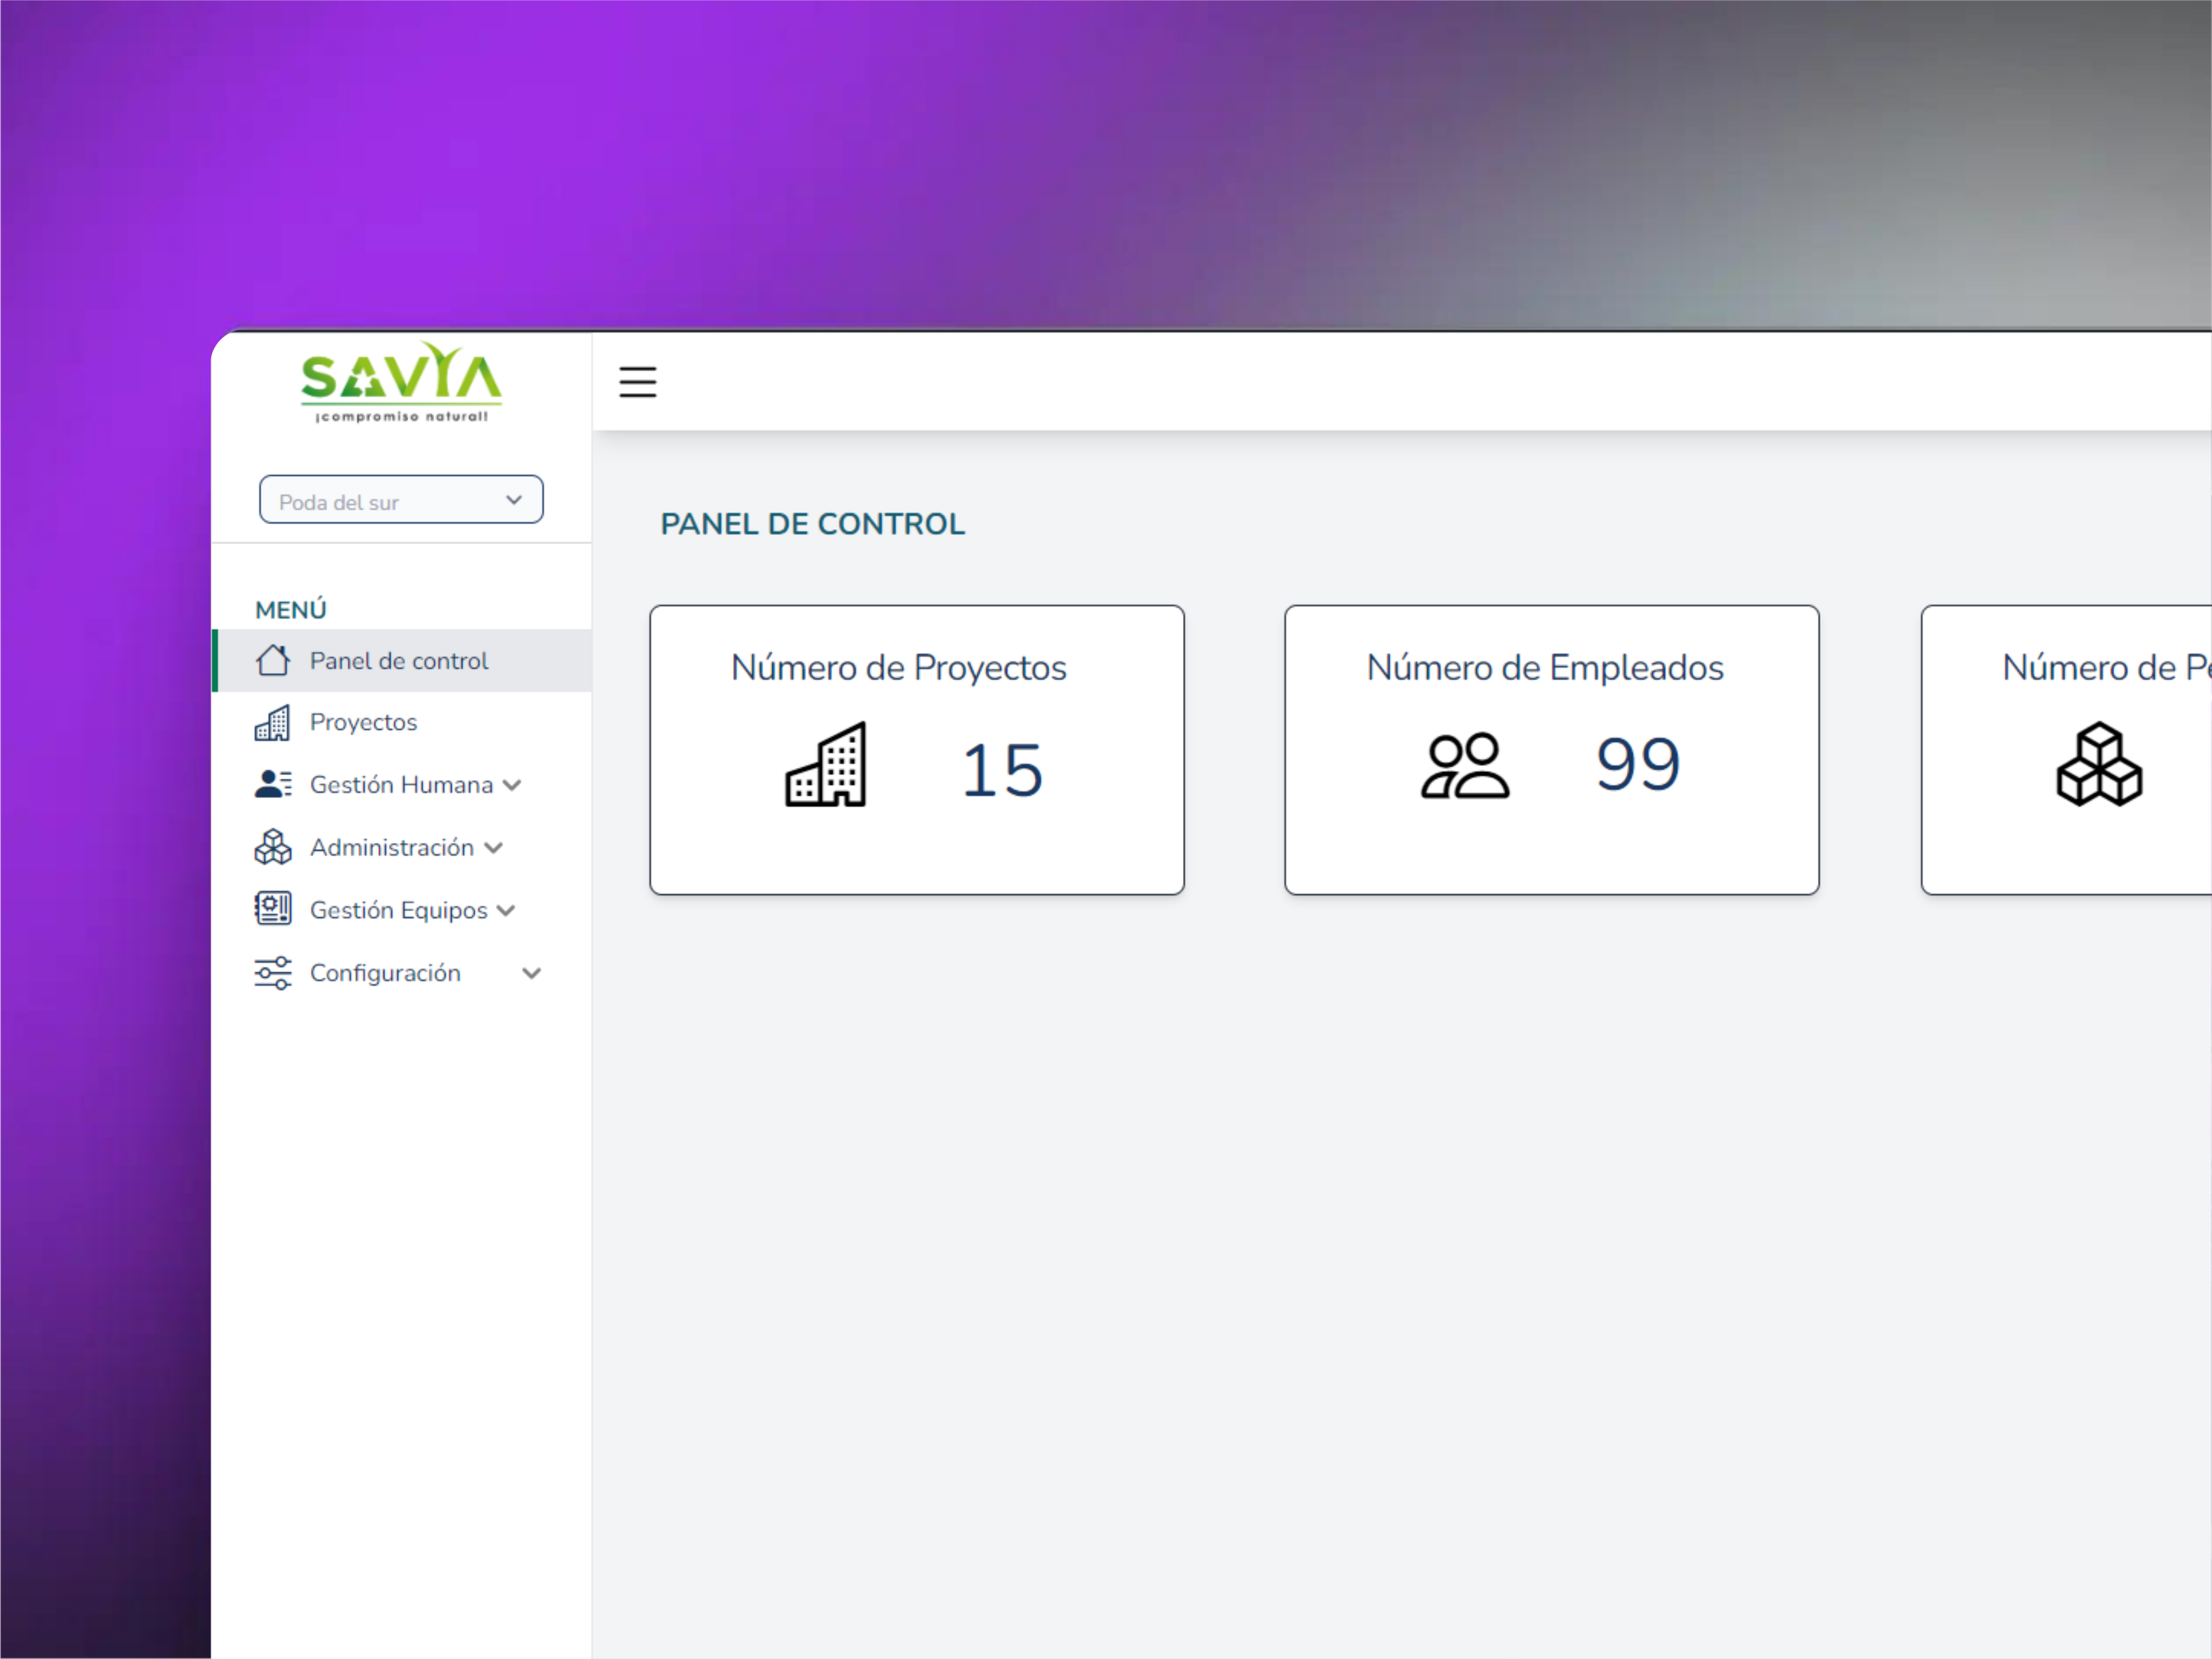 SAVIA
¡compromiso natural!
Poda del sur
PANEL DE CONTROL
MENÚ
Panel de control
Proyectos
Gestión Humana
Administración
Gestión Equipos
Configuración
Número de Proyectos
15
Número de Empleados
99
Número de